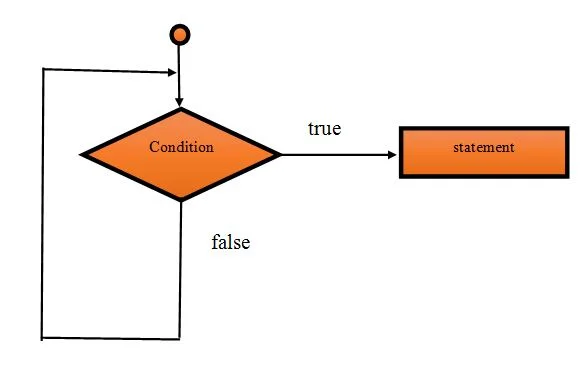 true
Condition
statement
false